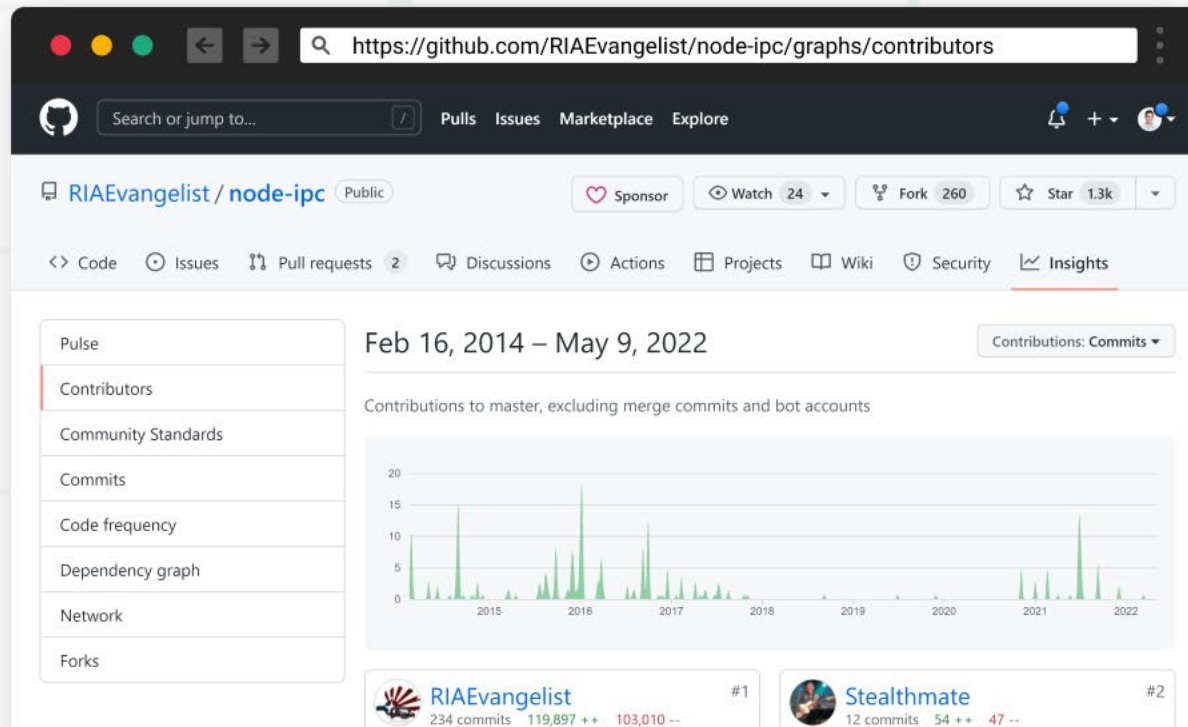 https://github.com/RIAEvangelist/node-ipc/graphs/contributors
Search or jump to... / Pulls Issues Marketplace Explore
RIAEvangelist / node-ipc Public Sponsor Watch 24 Fork 260 Star 1.3k
<> Code Issues Pull requests 2 Discussions Actions Projects Wiki Security Insights
Pulse
Contributors
Community Standards
Commits
Code frequency
Dependency graph
Network
Forks
Feb 16, 2014 – May 9, 2022 Contributions: Commits
Contributions to master, excluding merge commits and bot accounts
20
15
10
5
0
2015 2016 2017 2018 2019 2020 2021 2022
RIAEvangelist #1
234 commits 119,897 ++ 103,010 --
Stealthmate #2
12 commits 54 ++ 47 --